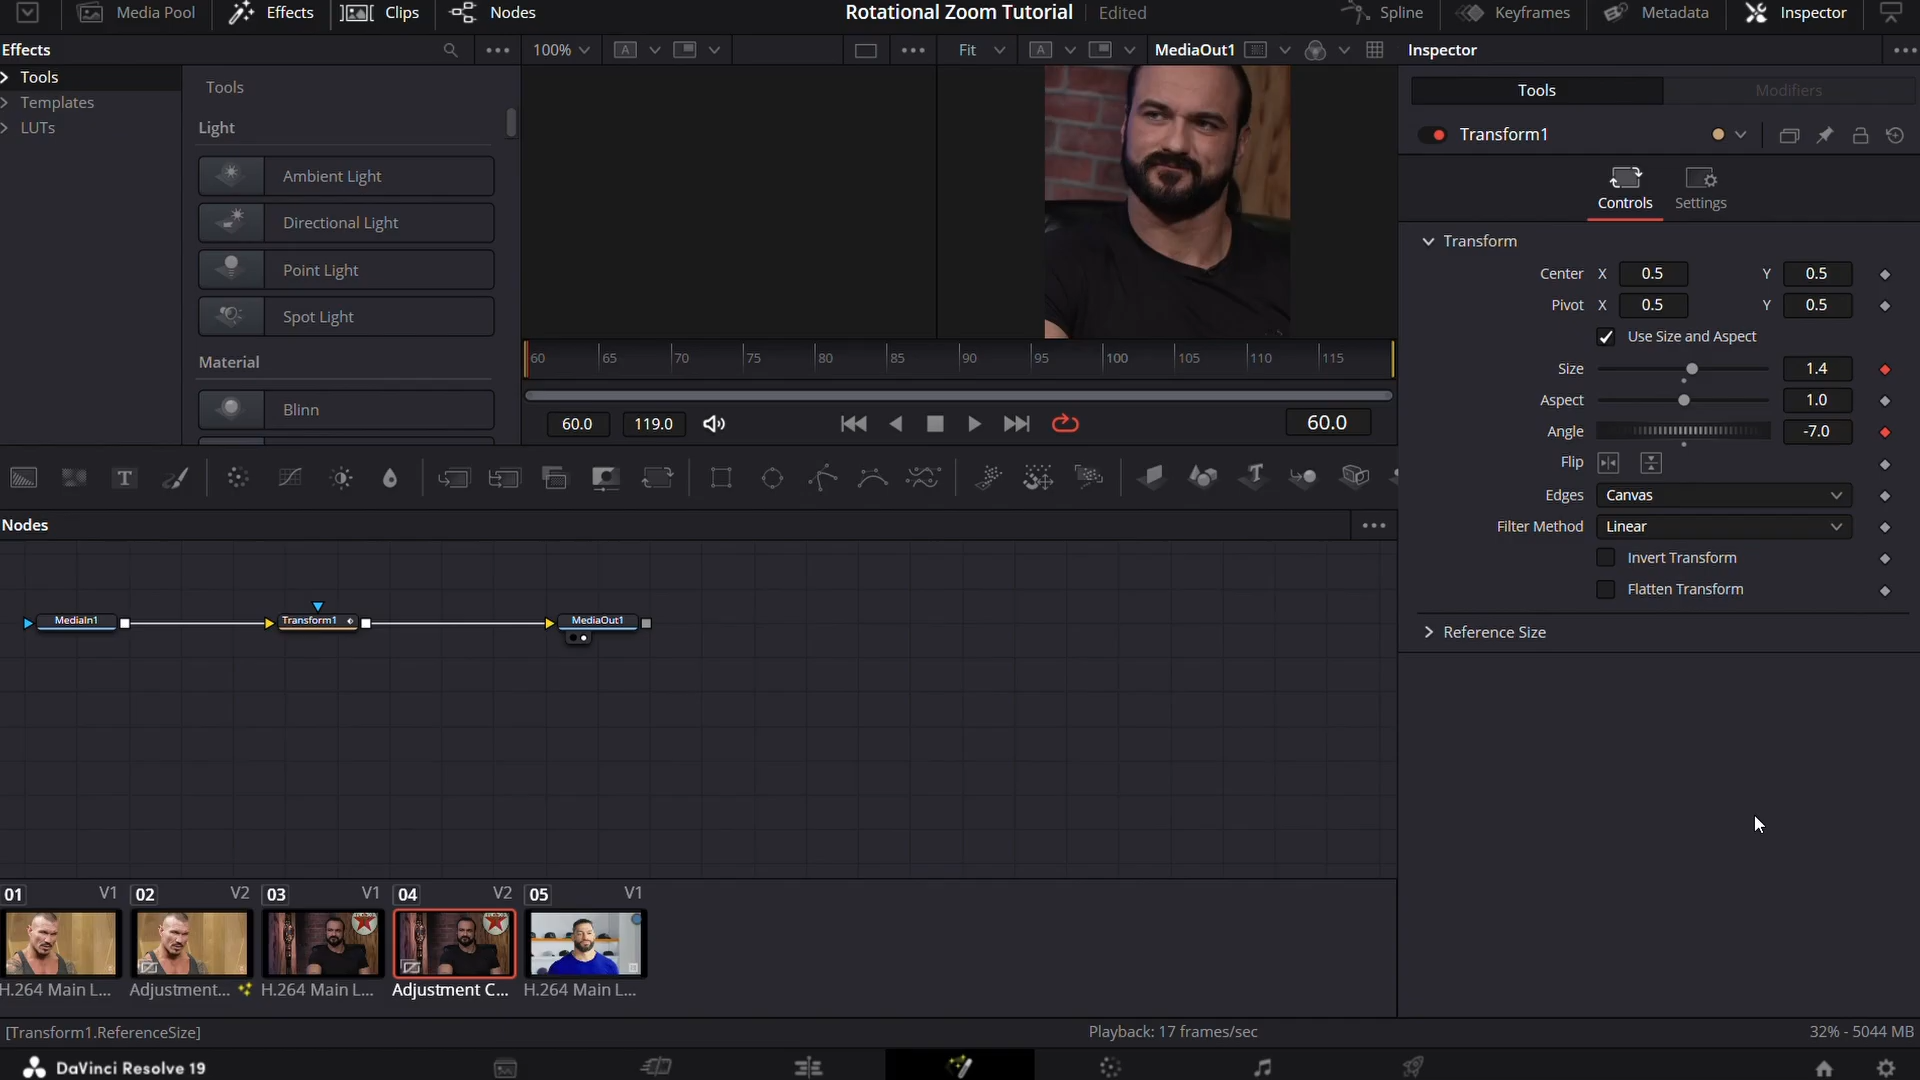 Media Pool
Effects
Clips
Nodes
Rotational Zoom Tutorial
Edited
Spline
Keyframes
Metadata
Inspector
Effects
100%
A
Fit
A
MediaOut1
Inspector
Tools
Templates
LUTs
Tools
Light
Ambient Light
Directional Light
Point Light
Spot Light
Material
Blinn
60 65 70 75 80 85 90 95 100 105 110 115
60.0
119.0
60.0
Tools
Modifiers
Transform1
Controls
Settings
Transform
Center X 0.5 Y 0.5
Pivot X 0.5 Y 0.5
Use Size and Aspect
Size 1.4
Aspect 1.0
Angle -7.0
Flip
Edges Canvas
Filter Method Linear
Invert Transform
Flatten Transform
Reference Size
T
T
Nodes
MediaIn1
Transform1
MediaOut1
01 V1
02 V2
03 V1
04 V2
05 V1
H.264 Main L...
Adjustment...
H.264 Main L...
Adjustment C...
H.264 Main L...
[Transform1.ReferenceSize]
Playback: 17 frames/sec
32% - 5044 MB
DaVinci Resolve 19